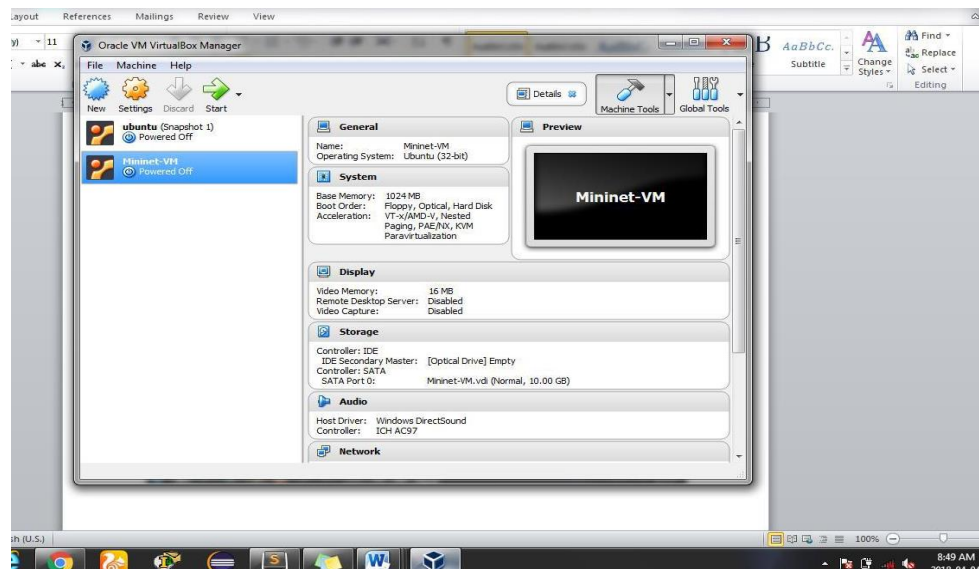 ayout References Mailings Review View
11
abc x,
AaBbCc.
Subtitle
Change Styles
Find
Replace
Select
Editing
Oracle VM VirtualBox Manager
File Machine Help
New Settings Discard Start
Details
Machine Tools
Global Tools
ubuntu (Snapshot 1)
Powered Off
Mininet-VM
Powered Off
General
Name: Mininet-VM
Operating System: Ubuntu (32-bit)
System
Base Memory: 1024 MB
Boot Order: Floppy, Optical, Hard Disk
Acceleration: VT-x/AMD-V, Nested
Paging, PAE/NX, KVM
Paravirtualization
Preview
Mininet-VM
Display
Video Memory: 16 MB
Remote Desktop Server: Disabled
Video Capture: Disabled
Storage
Controller: IDE
IDE Secondary Master: [Optical Drive] Empty
Controller: SATA
SATA Port 0: Mininet-VM.vdi (Normal, 10.00 GB)
Audio
Host Driver: Windows DirectSound
Controller: ICH AC97
Network
sh (U.S.)
100%
8:49 AM